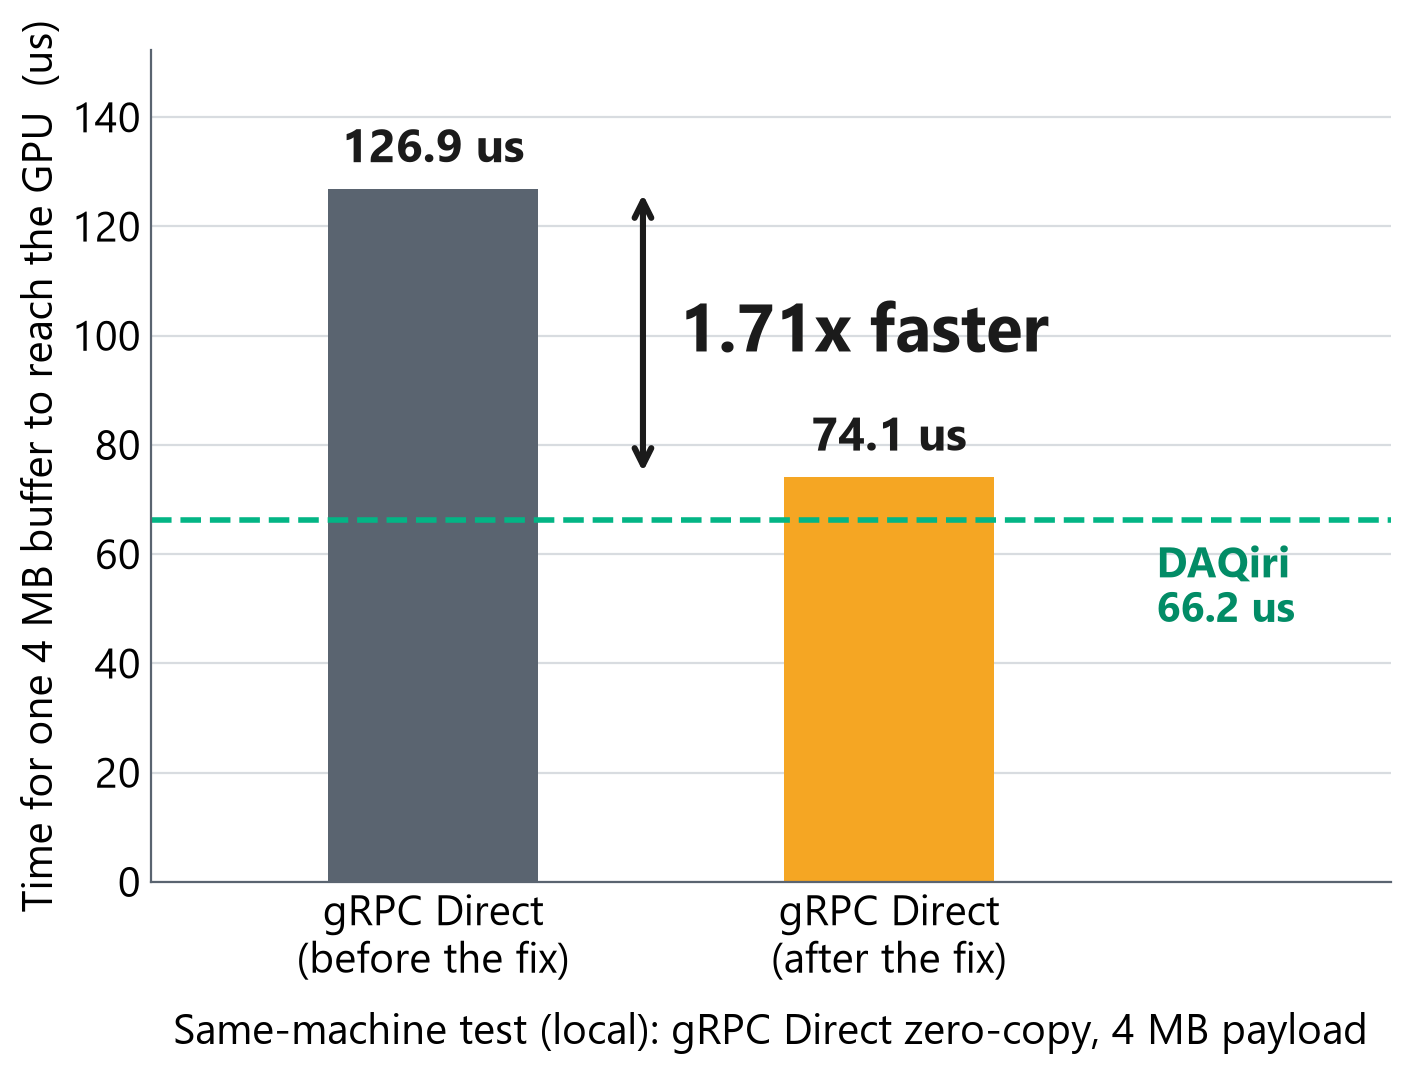 Time for one 4 MB buffer to reach the GPU (us)
140
120
100
80
60
40
20
0
126.9 us
1.71x faster
74.1 us
DAQiri
66.2 us
gRPC Direct
(before the fix)
gRPC Direct
(after the fix)
Same-machine test (local): gRPC Direct zero-copy, 4 MB payload